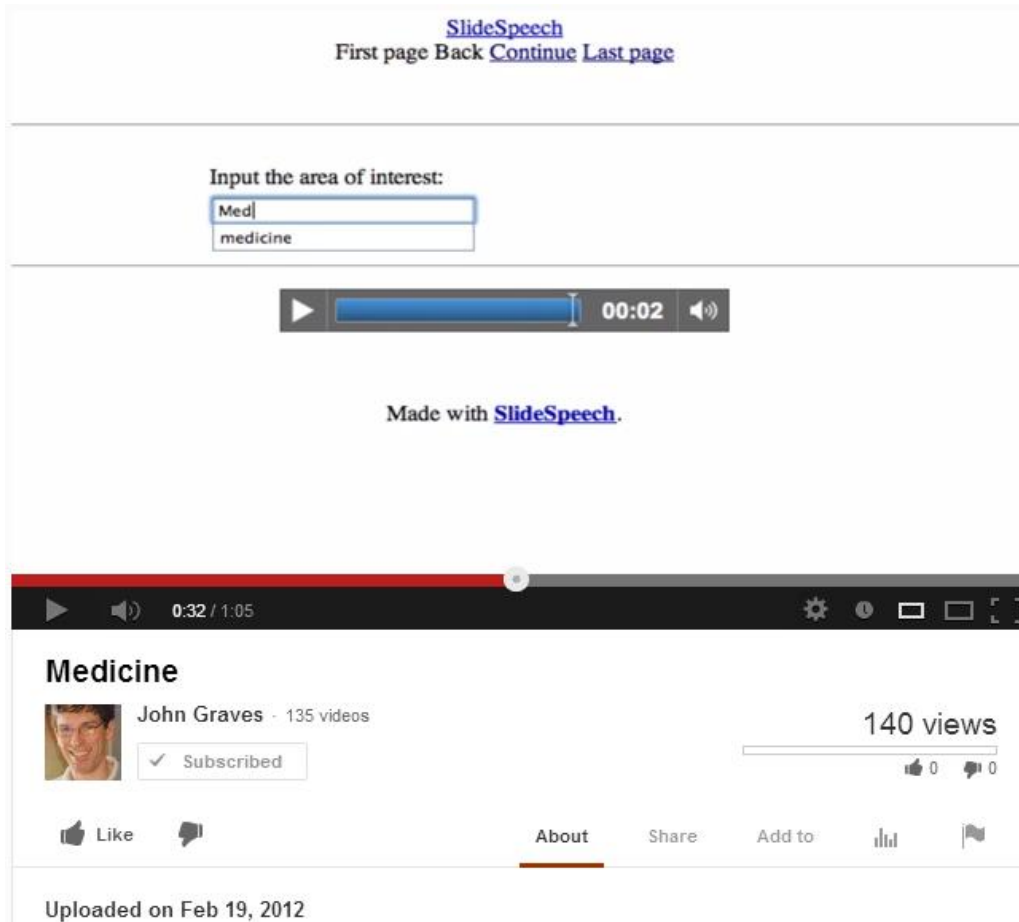 SlideSpeech
First page Back Continue Last page
Input the area of interest:
Med
medicine
00:02
Made with SlideSpeech.
0:32 / 1:05
Medicine
John Graves · 135 videos
Subscribed
140 views
0 0
Like
About Share Add to
Uploaded on Feb 19, 2012